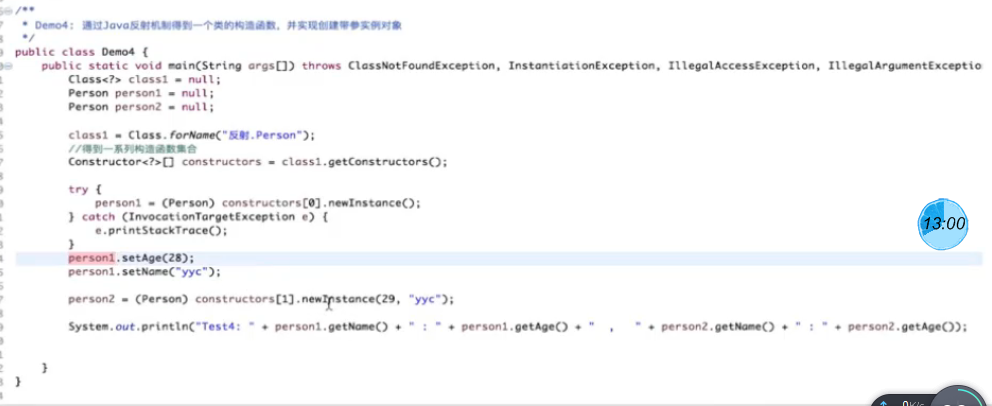 /**
* Demo4: 通过Java反射机制得到一个类的构造函数，并实现创建带参实例对象
*/
public class Demo4 {
public static void main(String args[]) throws ClassNotFoundException, InstantiationException, IllegalAccessException, IllegalArgumentExceptio
Class<?> class1 = null;
Person person1 = null;
Person person2 = null;
class1 = Class.forName("反射.Person");
//得到一系列构造函数集合
Constructor<?>[] constructors = class1.getConstructors();
try {
person1 = (Person) constructors[0].newInstance();
} catch (InvocationTargetException e) {
e.printStackTrace();
}
person1.setAge(28);
person1.setName("yyc");
person2 = (Person) constructors[1].newInstance(29, "yyc");
System.out.println("Test4: " + person1.getName() + " : " + person1.getAge() + " , " + person2.getName() + " : " + person2.getAge());
}
}
13:00